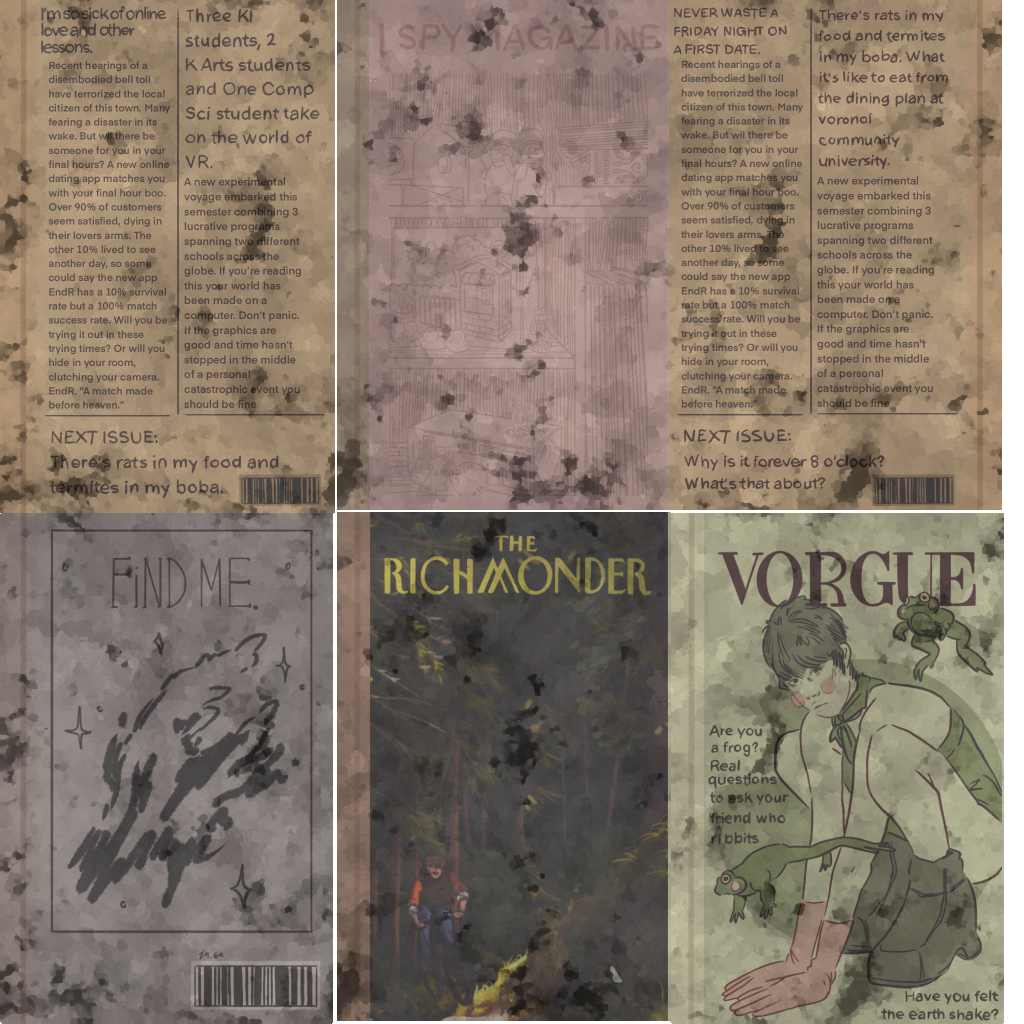 I'm so sick of online
love and other
lessons.
Recent hearings of a
disembodied bell toll
have terrorized the local
citizen of this town. Many
fearing a disaster in its
wake. But wil there be
someone for you in your
final hours? A new online
dating app matches you
with your final hour boo.
Over 90% of customers
seem satisfied, dying in
their lovers arms. The
other 10% lived to see
another day, so some
could say the new app
EndR has a 10% survival
rate but a 100% match
success rate. Will you be
trying it out in these
trying times? Or will you
hide in your room,
clutching your camera.
EndR. "A match made
before heaven."
Three KI
students, 2
K Arts students
and One Comp
Sci student take
on the world of
VR.
A new experimental
voyage embarked this
semester combining 3
lucrative programs
spanning two different
schools across the
globe. If you're reading
this your world has
been made on a
computer. Don't panic.
If the graphics are
good and time hasn't
stopped in the middle
of a personal
catastrophic event you
should be fine
NEXT ISSUE:
There's rats in my food and
termites in my boba.
I SPY MAGAZINE
NEVER WASTE A
FRIDAY NIGHT ON
A FIRST DATE.
Recent hearings of a
disembodied bell toll
have terrorized the local
citizen of this town. Many
fearing a disaster in its
wake. But wil there be
someone for you in your
final hours? A new online
dating app matches you
with your final hour boo.
Over 90% of customers
seem satisfied, dying in
their lovers arms. The
other 10% lived to see
another day, so some
could say the new app
EndR has a 10% survival
rate but a 100% match
success rate. Will you be
trying it out in these
trying times? Or will you
hide in your room,
clutching your camera.
EndR. "A match made
before heaven."
There's rats in my
food and termites
in my boba. What
it's like to eat from
the dining plan at
voronoi
community
university.
A new experimental
voyage embarked this
semester combining 3
lucrative programs
spanning two different
schools across the
globe. If you're reading
this your world has
been made on a
computer. Don't panic.
If the graphics are
good and time hasn't
stopped in the middle
of a personal
catastrophic event you
should be fine
NEXT ISSUE:
Why is it forever 8 o'clock?
What's that about?
FIND ME.
THE
RICHMONDER
VORGUE
Are you
a frog?
Real
questions
to ask your
friend who
ribbits
Have you felt
the earth shake?